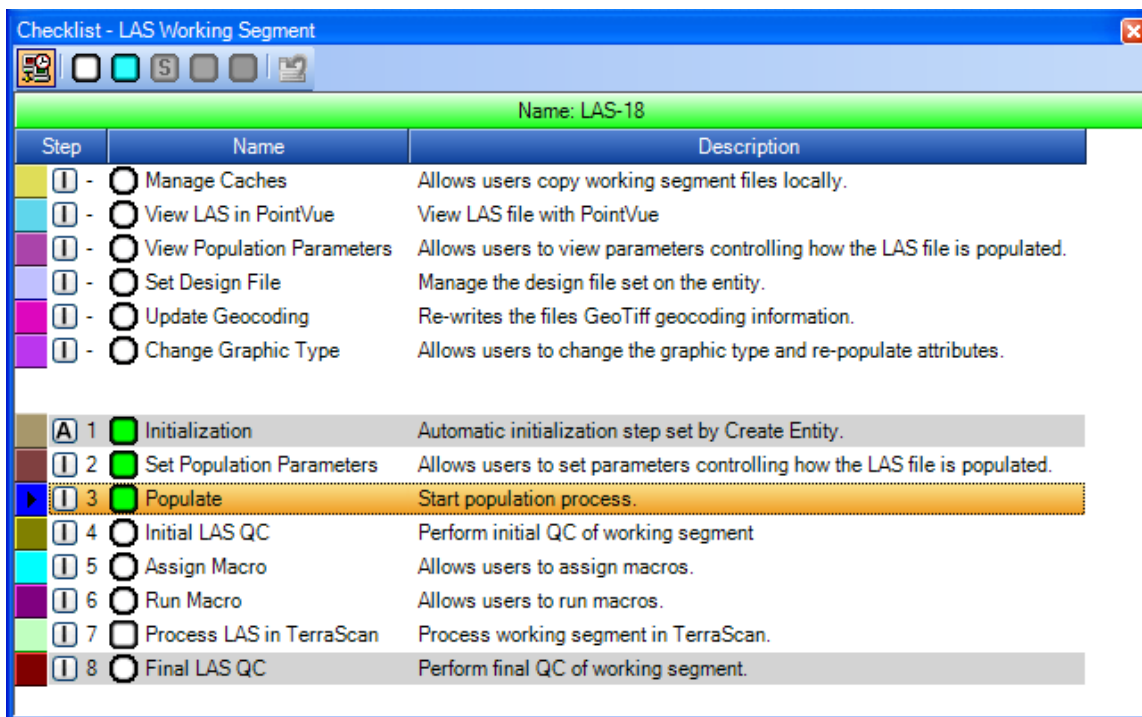 Checklist - LAS Working Segment
S
Name: LAS-18
Step Name Description
I - Manage Caches Allows users copy working segment files locally.
I - View LAS in PointVue View LAS file with PointVue
I - View Population Parameters Allows users to view parameters controlling how the LAS file is populated.
I - Set Design File Manage the design file set on the entity.
I - Update Geocoding Re-writes the files GeoTiff geocoding information.
I - Change Graphic Type Allows users to change the graphic type and re-populate attributes.
A 1 Initialization Automatic initialization step set by Create Entity.
I 2 Set Population Parameters Allows users to set parameters controlling how the LAS file is populated.
I 3 Populate Start population process.
I 4 Initial LAS QC Perform initial QC of working segment
I 5 Assign Macro Allows users to assign macros.
I 6 Run Macro Allows users to run macros.
I 7 Process LAS in TerraScan Process working segment in TerraScan.
I 8 Final LAS QC Perform final QC of working segment.